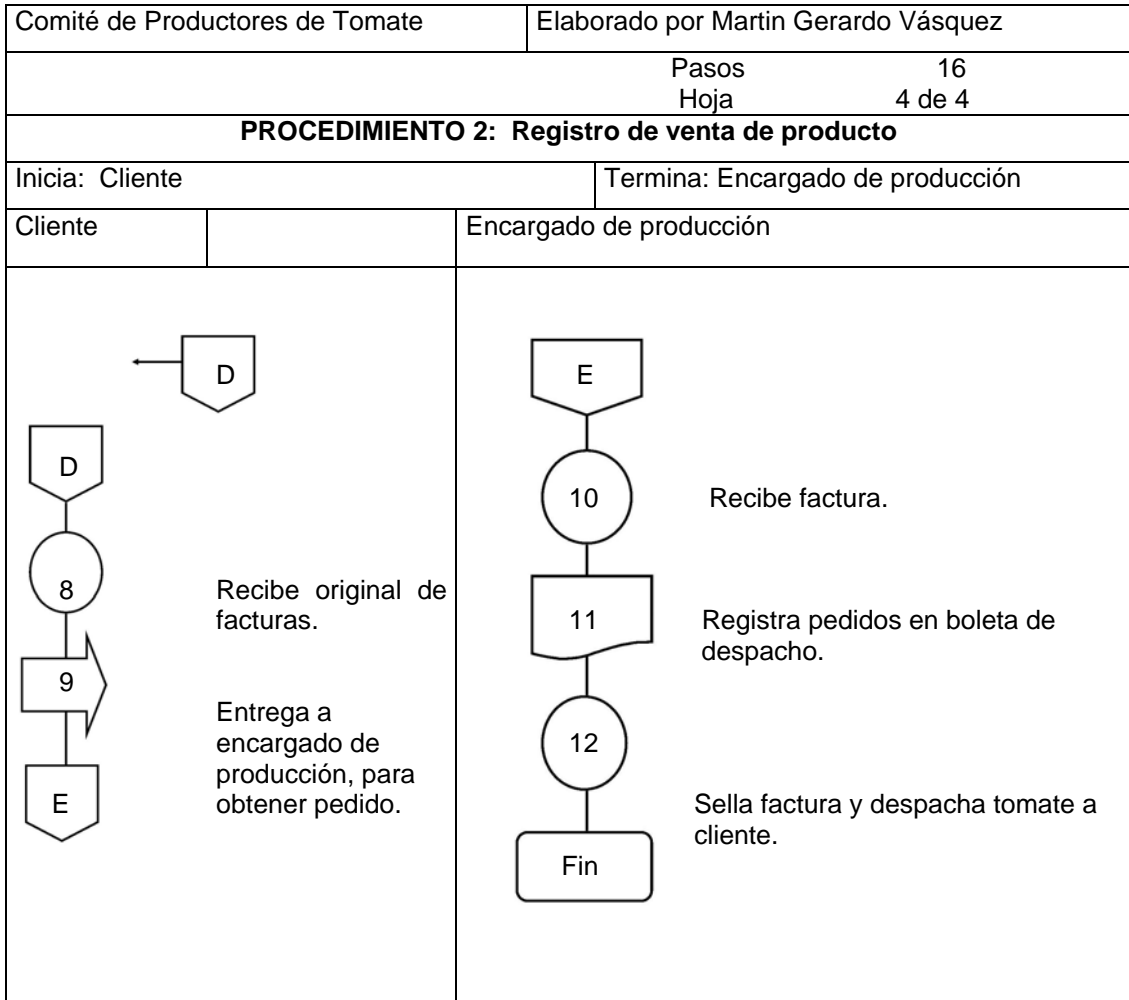 Comité de Productores de Tomate
Elaborado por Martin Gerardo Vásquez
Pasos 16
Hoja 4 de 4
PROCEDIMIENTO 2: Registro de venta de producto
Inicia: Cliente
Termina: Encargado de producción
Cliente
Encargado de producción
D
D
8
Recibe original de
facturas.
9
Entrega a
encargado de
producción, para
obtener pedido.
E
E
10
Recibe factura.
11
Registra pedidos en boleta de
despacho.
12
Sella factura y despacha tomate a
cliente.
Fin